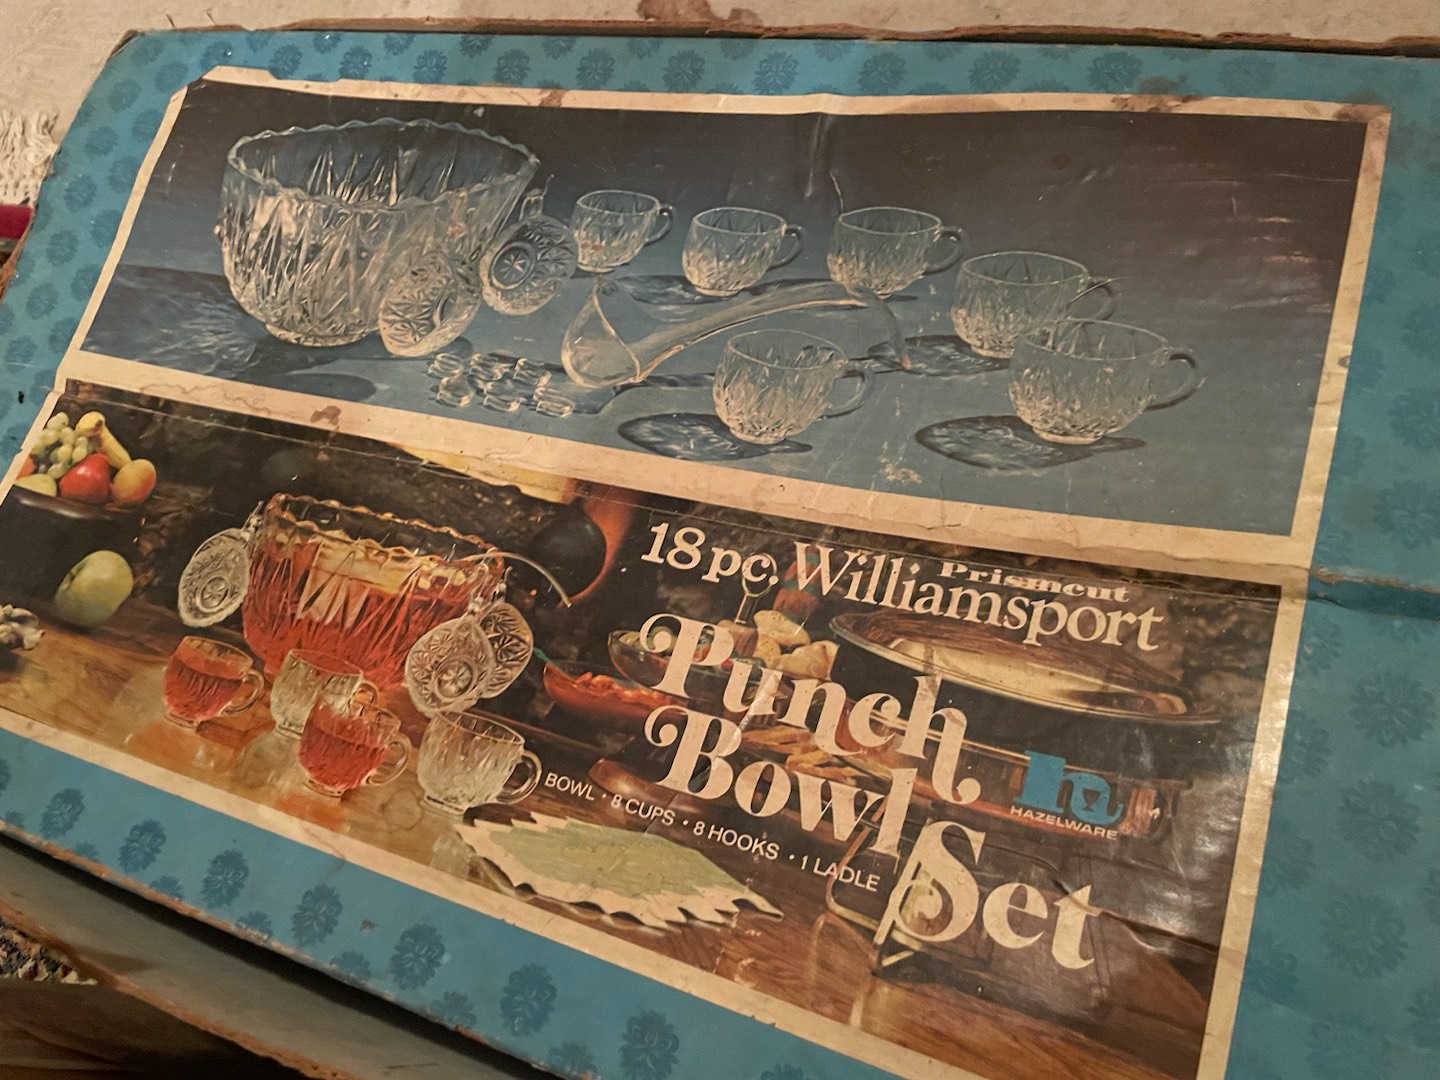 18 pc. Prismcut
Williamsport
Punch
Bowl
Set
BOWL · 8 CUPS · 8 HOOKS · 1 LADLE
h
HAZELWARE